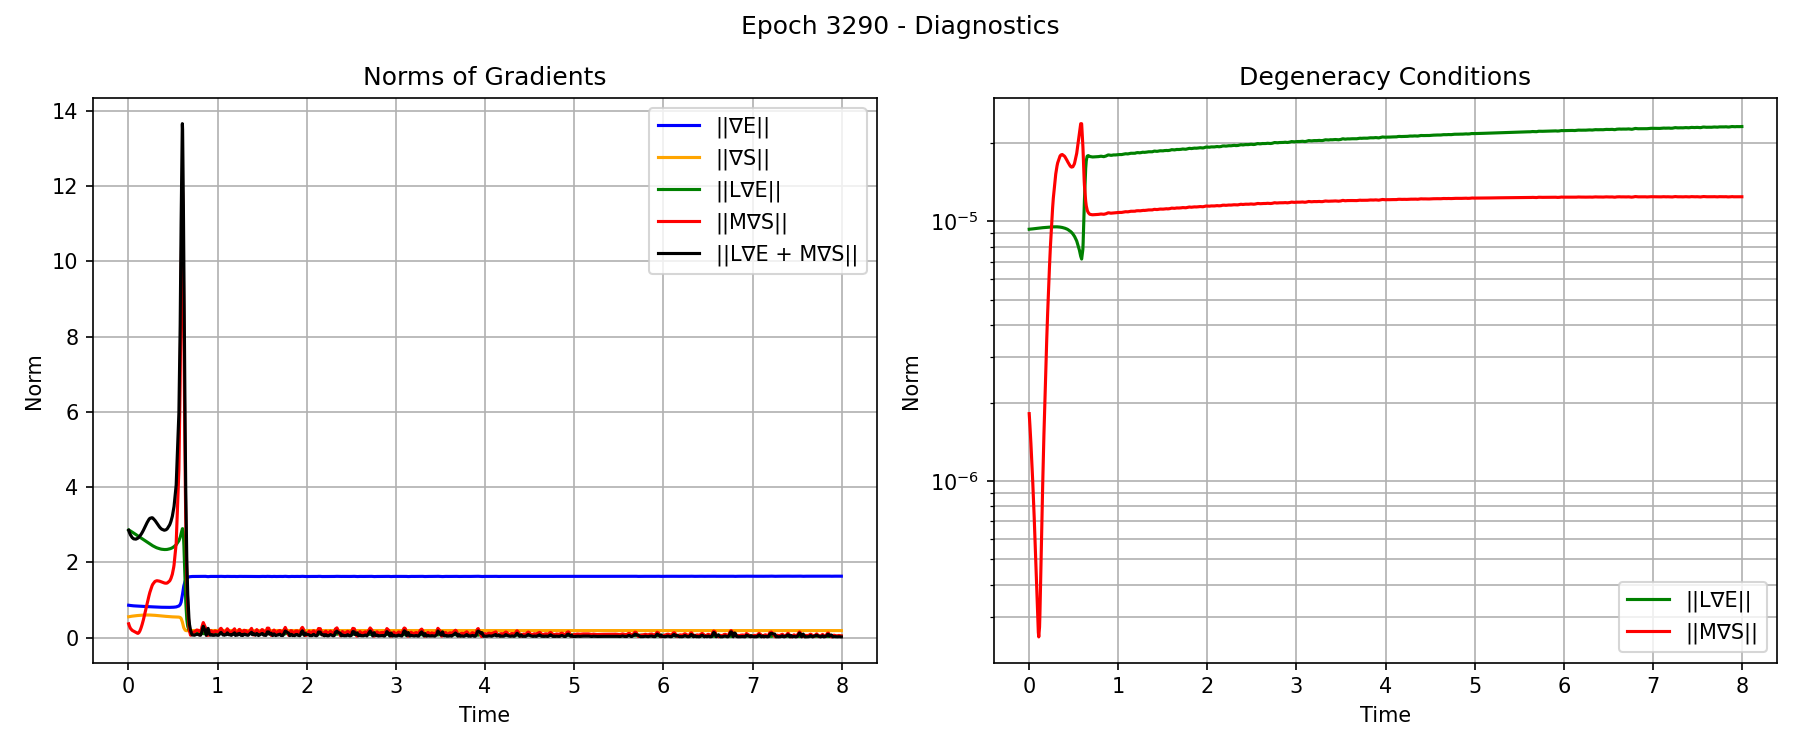 Epoch 3290 - Diagnostics
Norms of Gradients
Norm
14
12
10
8
6
4
2
0
||∇E||
||∇S||
||L∇E||
||M∇S||
||L∇E + M∇S||
0 1 2 3 4 5 6 7 8
Time
Degeneracy Conditions
Norm
10⁻⁵
10⁻⁶
||L∇E||
||M∇S||
0 1 2 3 4 5 6 7 8
Time